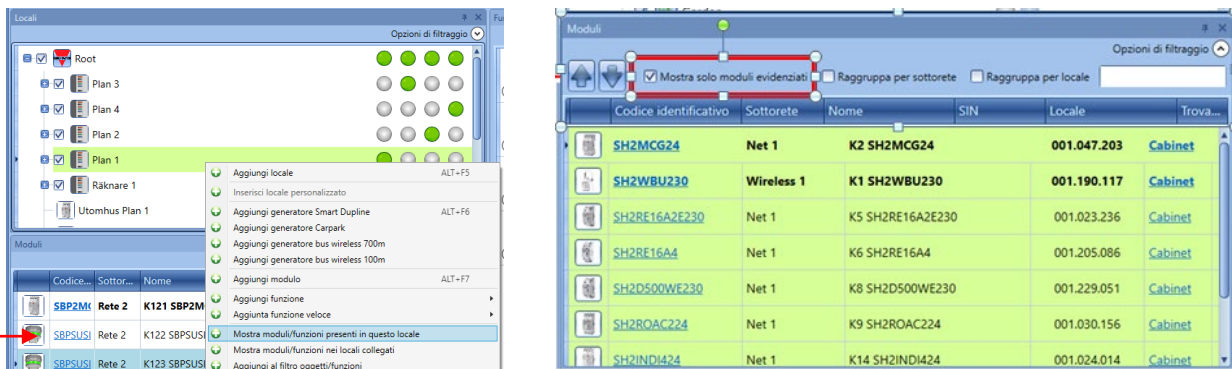 Locali
Fu
Opzioni di filtraggio
Root
Plan 3
Plan 4
Plan 2
Plan 1
Räknare 1
Utomhus Plan 1
Aggiungi locale ALT+F5
Inserisci locale personalizzato
Aggiungi generatore Smart Dupline ALT+F6
Aggiungi generatore Carpark
Aggiungi generatore bus wireless 700m
Aggiungi generatore bus wireless 100m
Aggiungi modulo ALT+F7
Aggiungi funzione
Aggiunta funzione veloce
Mostra moduli/funzioni presenti in questo locale
Mostra moduli/funzioni nei locali collegati
Aggiungi al filtro oggetti/funzioni
Moduli
Codice... Sottor... Nome
SBP2M Rete 2 K121 SBP2M
SBPSUSI Rete 2 K122 SBPSUSI
SBPSUSI Rete 2 K123 SBPSUSI
Moduli
Opzioni di filtraggio
Mostra solo moduli evidenziati Raggruppa per sottorete Raggruppa per locale
Codice identificativo Sottorete Nome SIN Locale Trova...
SH2MCG24 Net 1 K2 SH2MCG24 001.047.203 Cabinet
SH2WBU230 Wireless 1 K1 SH2WBU230 001.190.117 Cabinet
SH2RE16A2E230 Net 1 K5 SH2RE16A2E230 001.023.236 Cabinet
SH2RE16A4 Net 1 K6 SH2RE16A4 001.205.086 Cabinet
SH2D500WE230 Net 1 K8 SH2D500WE230 001.229.051 Cabinet
SH2ROAC224 Net 1 K9 SH2ROAC224 001.030.156 Cabinet
SH2INDI424 Net 1 K14 SH2INDI424 001.024.014 Cabinet